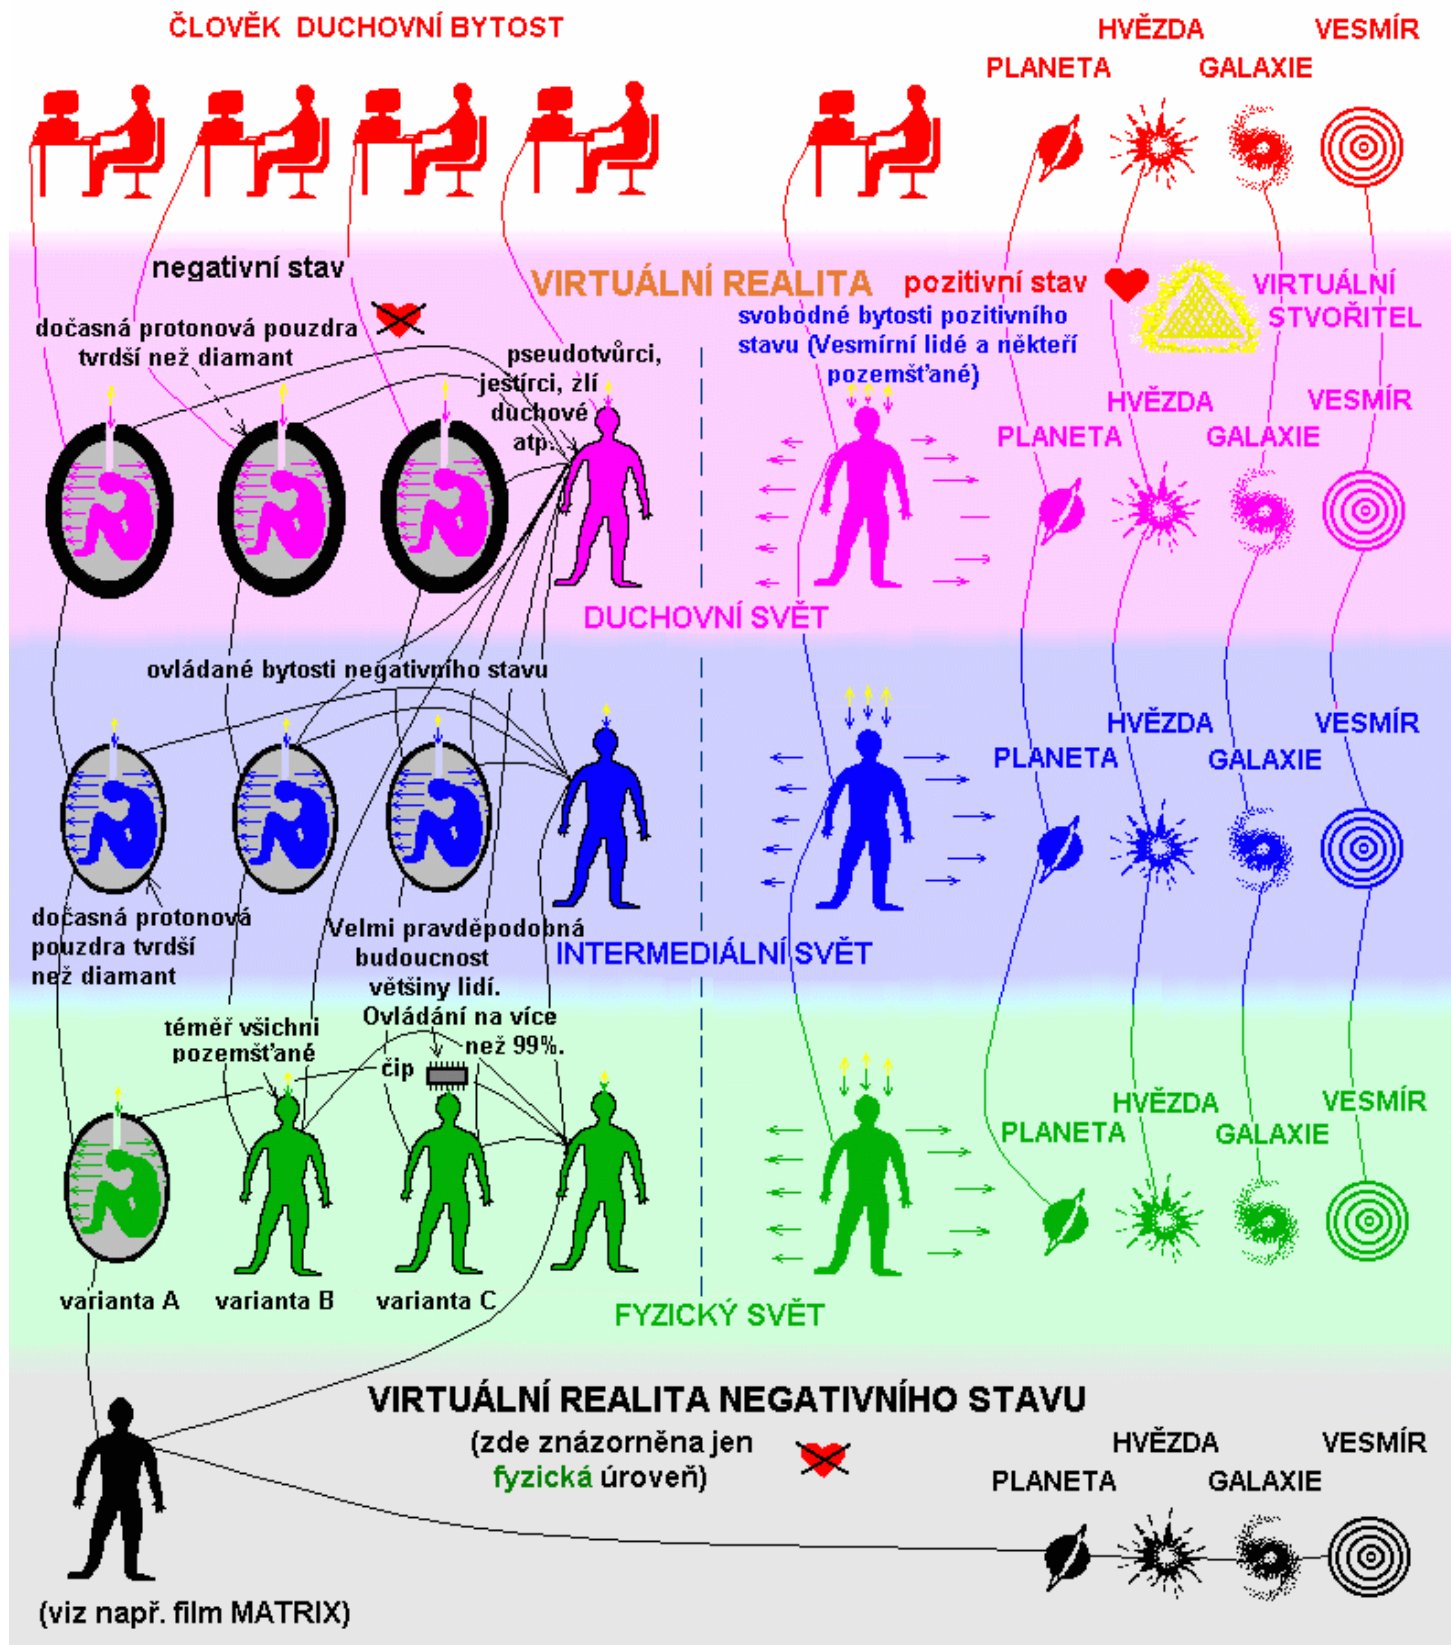 ČLOVĚK DUCHOVNÍ BYTOST
HVĚZDA
VESMÍR
PLANETA
GALAXIE
negativní stav
VIRTUÁLNÍ REALITA
pozitivní stav
VIRTUÁLNÍ
STVOŘITEL
dočasná protonová pouzdra
tvrdší než diamant
pseudotvůrci,
ještírci, zlí
duchové
atp.
svobodné bytosti pozitivního
stavu (Vesmírní lidé a někteří
pozemšťané)
HVĚZDA
VESMÍR
PLANETA
GALAXIE
DUCHOVNÍ SVĚT
ovládané bytosti negativního stavu
HVĚZDA
VESMÍR
PLANETA
GALAXIE
dočasná protonová
pouzdra tvrdší
než diamant
Velmi pravděpodobná
budoucnost
většiny lidí.
Ovládání na více
než 99%.
INTERMEDIÁLNÍ SVĚT
téměř všichni
pozemšťané
čip
HVĚZDA
VESMÍR
PLANETA
GALAXIE
varianta A
varianta B
varianta C
FYZICKÝ SVĚT
VIRTUÁLNÍ REALITA NEGATIVNÍHO STAVU
(zde znázorněna jen
fyzická úroveň)
HVĚZDA
VESMÍR
PLANETA
GALAXIE
(viz např. film MATRIX)